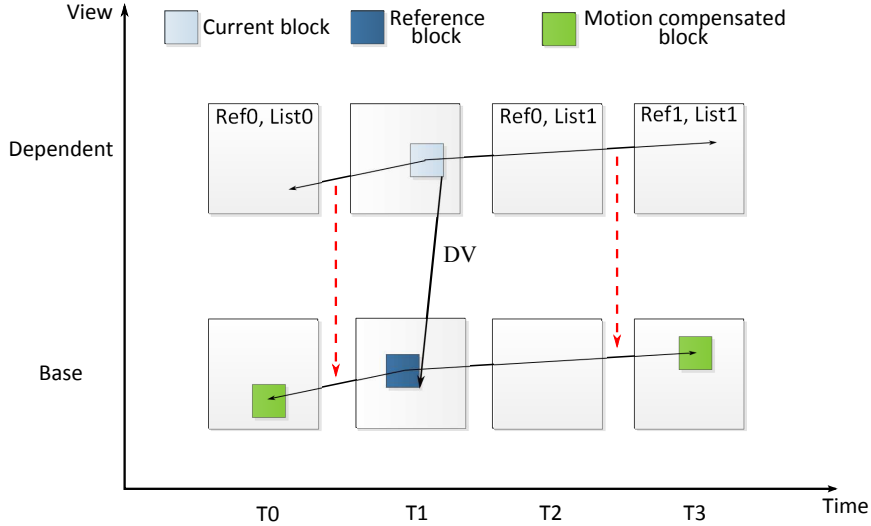 View
Current block
Reference
block
Motion compensated
block
Ref0, List0
Ref0, List1
Ref1, List1
Dependent
DV
Base
Time
T0
T1
T2
T3